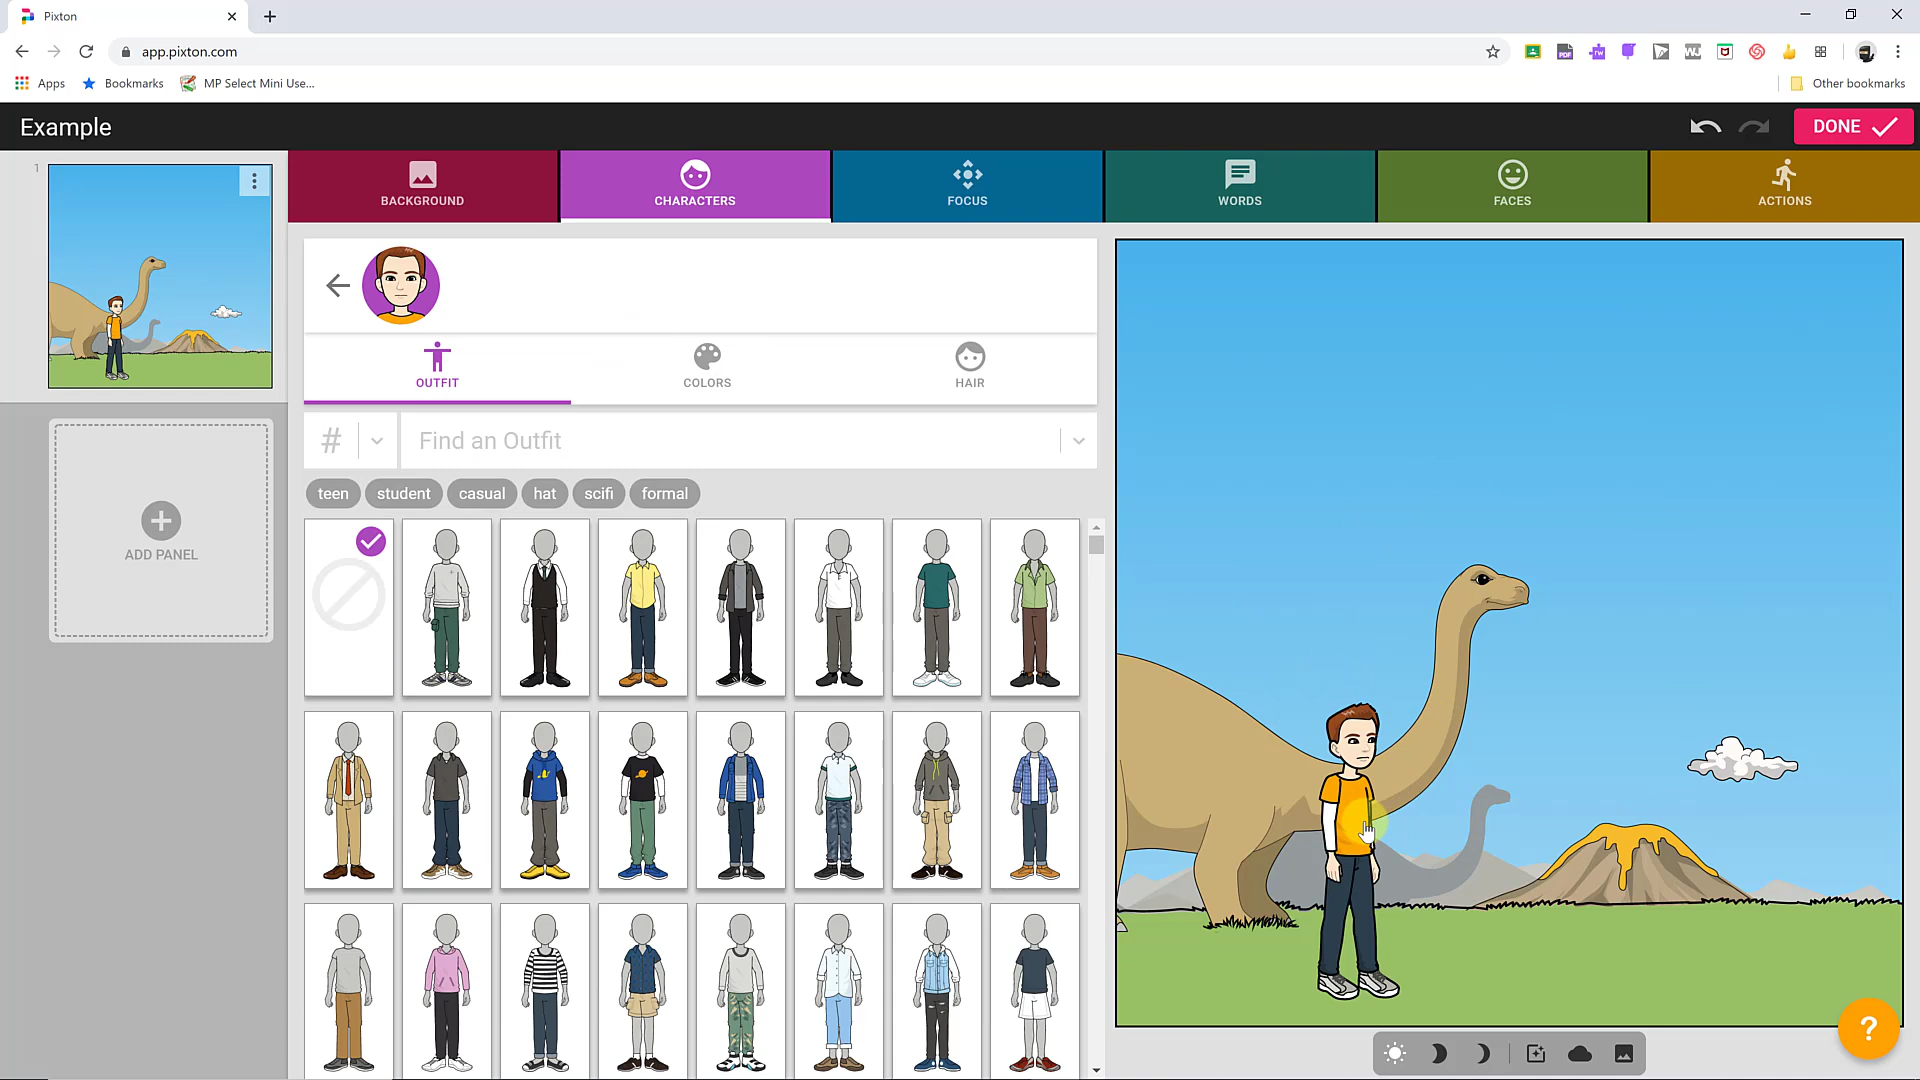 Pixton
app.pixton.com
Apps
Bookmarks
MP Select Mini Use...
Other bookmarks
Example
DONE
1
BACKGROUND
CHARACTERS
FOCUS
WORDS
FACES
ACTIONS
OUTFIT
COLORS
HAIR
# Find an Outfit
teen student casual hat scifi formal
ADD PANEL
?